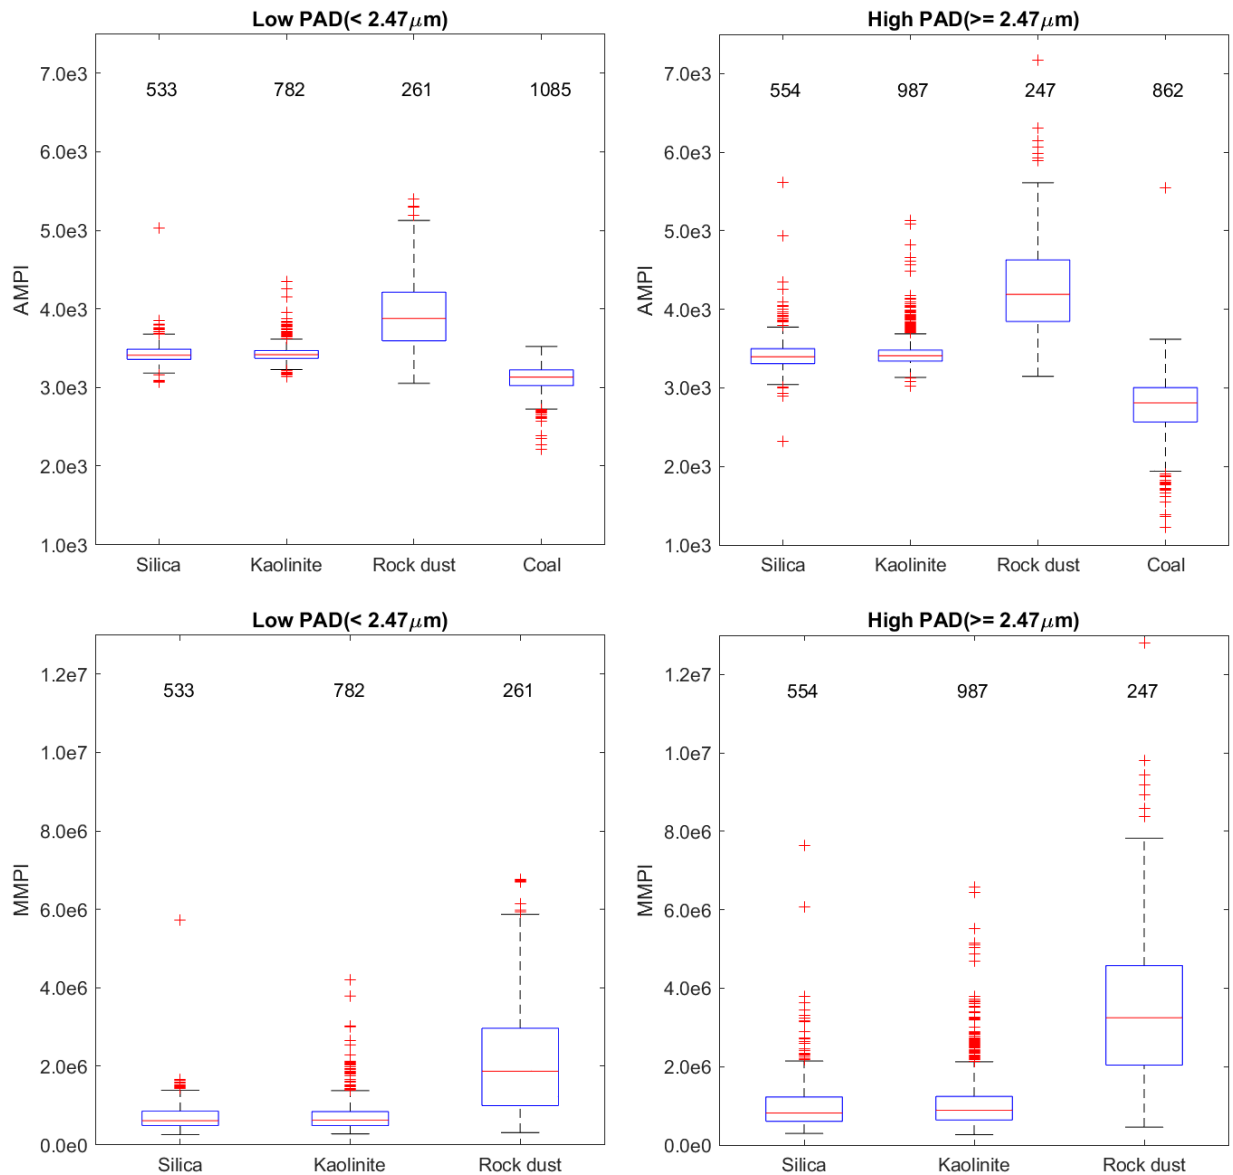 Low PAD(< 2.47μm)
7.0e3
6.0e3
5.0e3
4.0e3
3.0e3
2.0e3
1.0e3
AMPI
533 782 261 1085
Silica Kaolinite Rock dust Coal
High PAD(>= 2.47μm)
7.0e3
6.0e3
5.0e3
4.0e3
3.0e3
2.0e3
1.0e3
AMPI
554 987 247 862
Silica Kaolinite Rock dust Coal
Low PAD(< 2.47μm)
1.2e7
1.0e7
8.0e6
6.0e6
4.0e6
2.0e6
0.0e0
MMPI
533 782 261
Silica Kaolinite Rock dust
High PAD(>= 2.47μm)
1.2e7
1.0e7
8.0e6
6.0e6
4.0e6
2.0e6
0.0e0
MMPI
554 987 247
Silica Kaolinite Rock dust